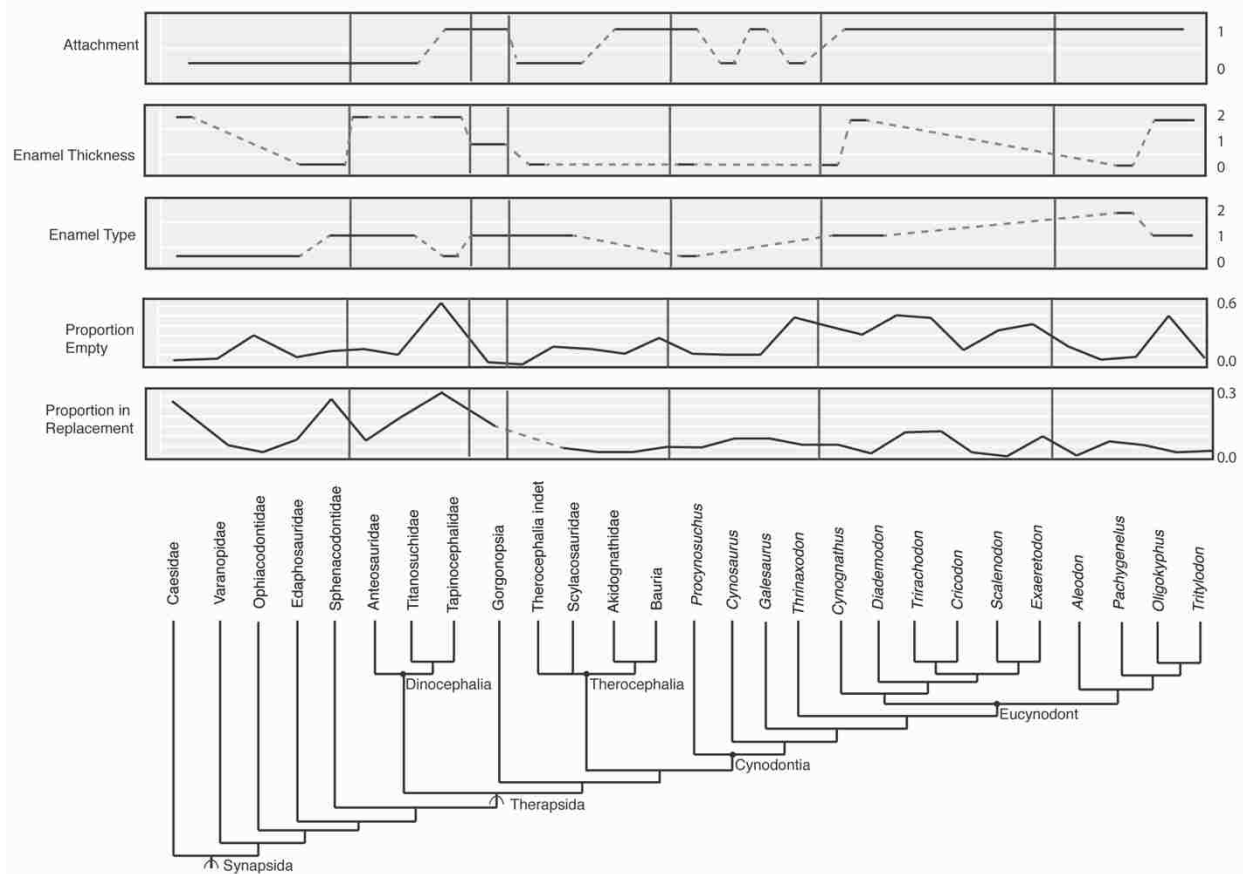 Attachment
1
0
Enamel Thickness
2
1
0
Enamel Type
2
1
0
Proportion
Empty
0.6
0.0
Proportion in
Replacement
0.3
0.0
Caesidae
Varanopidae
Ophiacodontidae
Edaphosauridae
Sphenacodontidae
Anteosauridae
Titanosuchidae
Tapinocephalidae
Gorgonopsia
Therocephalia indet
Scylacosauridae
Akidognathidae
Bauria
Procynosuchus
Cynosaurus
Galesaurus
Thrinaxodon
Cynognathus
Diademodon
Trirachodon
Cricodon
Scalenodon
Exaeretodon
Aleodon
Pachygenelus
Oligokyphus
Tritylodon
Dinocephalia
Therocephalia
Eucynodont
Cynodontia
Therapsida
Synapsida